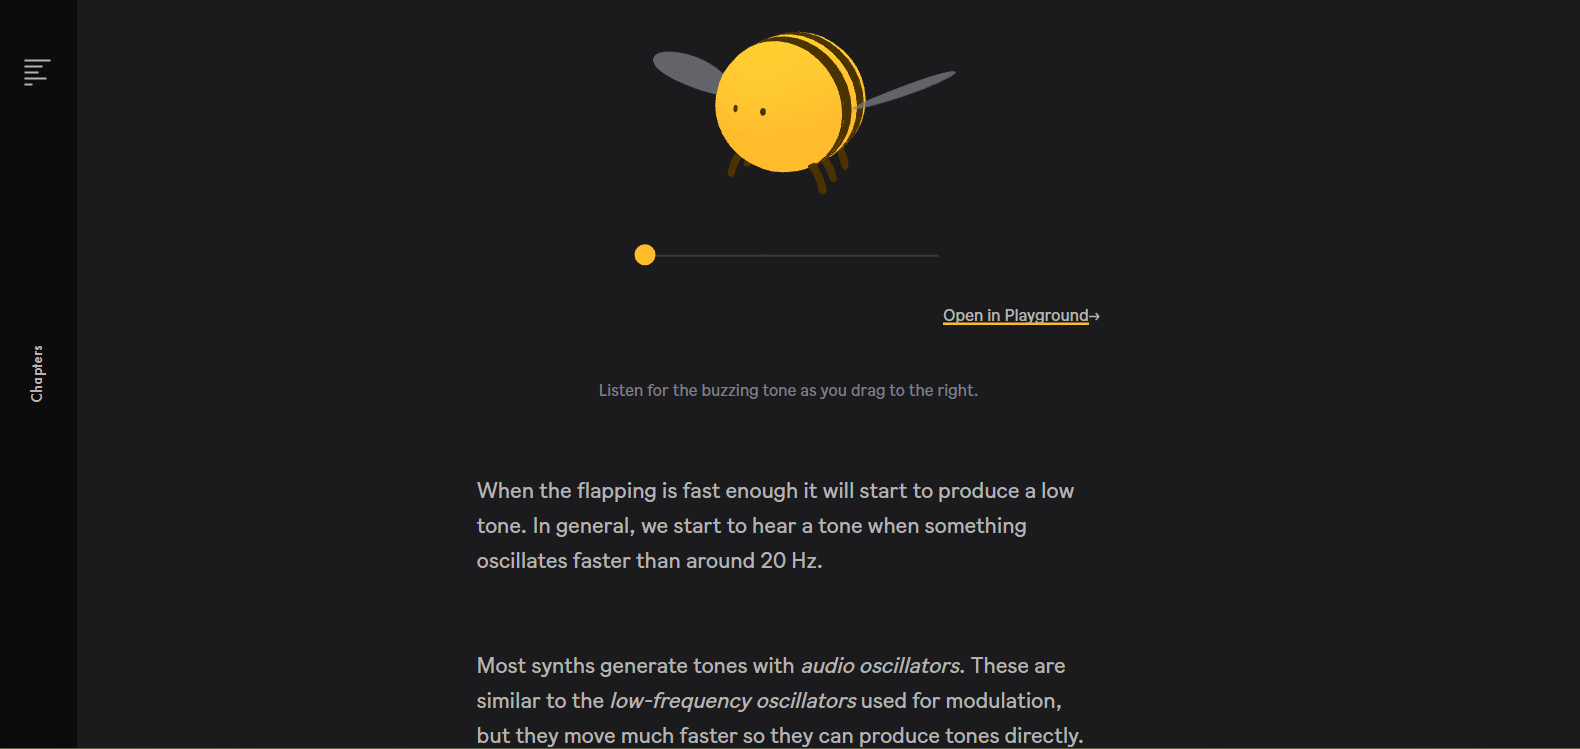 Open in Playground→
Chapters
Listen for the buzzing tone as you drag to the right.
When the flapping is fast enough it will start to produce a low
tone. In general, we start to hear a tone when something
oscillates faster than around 20 Hz.
Most synths generate tones with audio oscillators. These are
similar to the low-frequency oscillators used for modulation,
but they move much faster so they can produce tones directly.